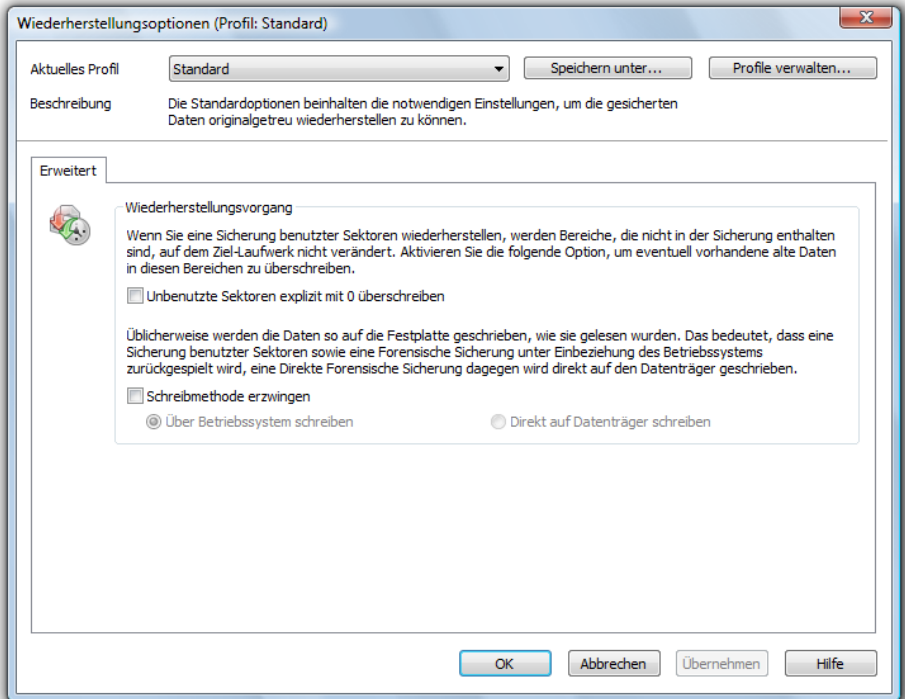 Wiederherstellungsoptionen (Profil: Standard)
Aktuelles Profil Standard Speichern unter... Profile verwalten...
Beschreibung Die Standardoptionen beinhalten die notwendigen Einstellungen, um die gesicherten
Daten originalgetreu wiederherstellen zu können.
Erweitert
Wiederherstellungsvorgang
Wenn Sie eine Sicherung benutzter Sektoren wiederherstellen, werden Bereiche, die nicht in der Sicherung enthalten
sind, auf dem Ziel-Laufwerk nicht verändert. Aktivieren Sie die folgende Option, um eventuell vorhandene alte Daten
in diesen Bereichen zu überschreiben.
Unbenutzte Sektoren explizit mit 0 überschreiben
Üblicherweise werden die Daten so auf die Festplatte geschrieben, wie sie gelesen wurden. Das bedeutet, dass eine
Sicherung benutzter Sektoren sowie eine Forensische Sicherung unter Einbeziehung des Betriebssystems
zurückgespielt wird, eine Direkte Forensische Sicherung dagegen wird direkt auf den Datenträger geschrieben.
Schreibmethode erzwingen
Über Betriebssystem schreiben Direkt auf Datenträger schreiben
OK Abbrechen Übernehmen Hilfe